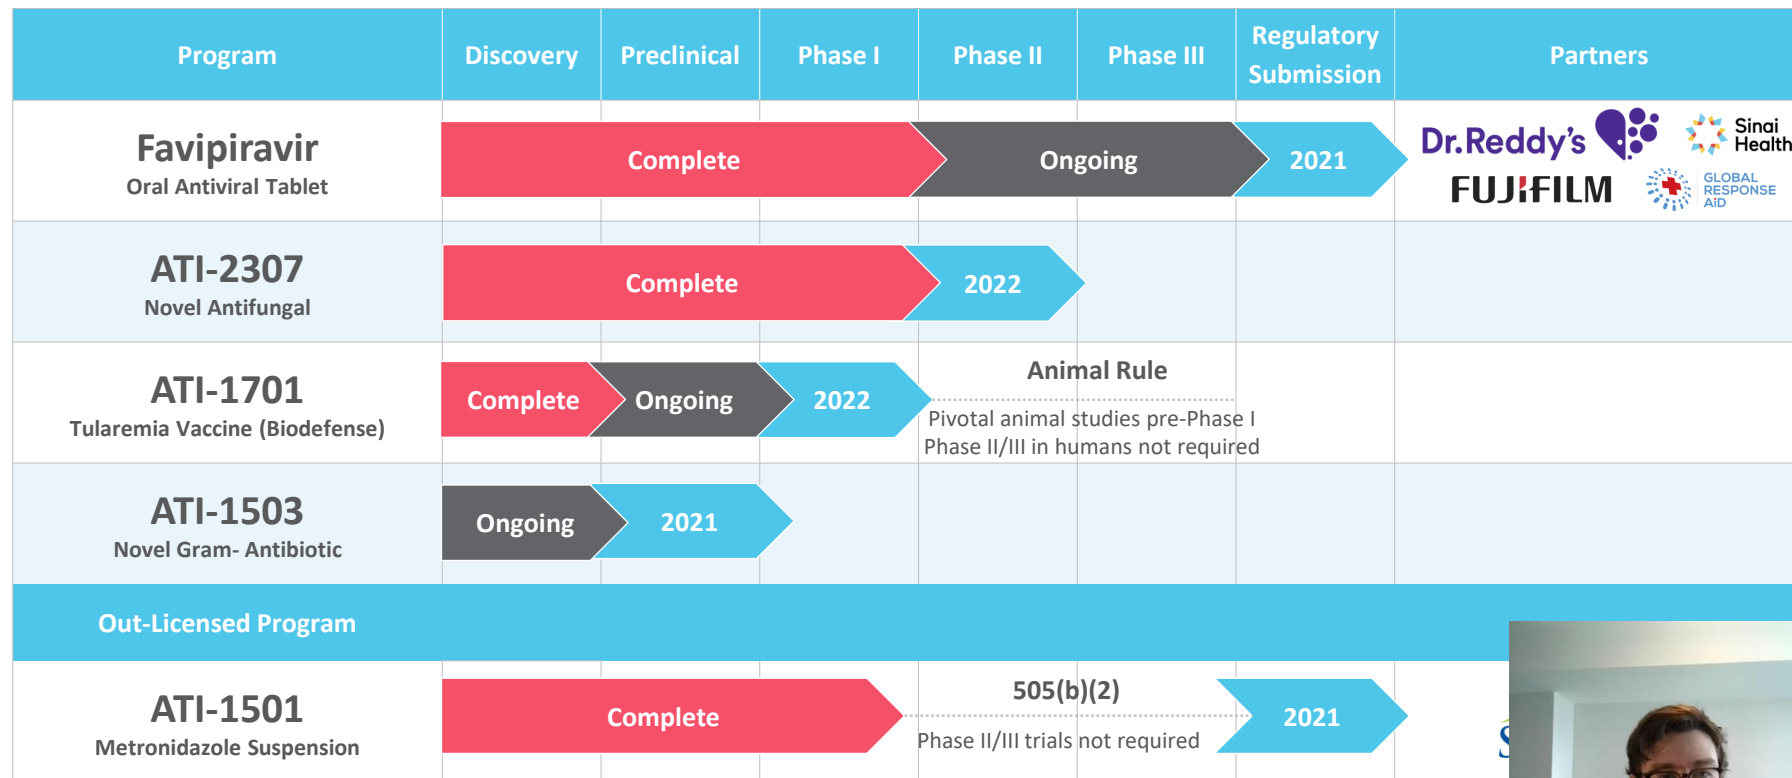 Program Discovery Preclinical Phase I Phase II Phase III Regulatory Submission Partners
Favipiravir
Oral Antiviral Tablet
Complete
Ongoing
2021
Dr.Reddy's
Sinai
Health
FUJIFILM
GLOBAL
RESPONSE
AiD
ATI-2307
Novel Antifungal
Complete
2022
ATI-1701
Tularemia Vaccine (Biodefense)
Complete
Ongoing
2022
Animal Rule
Pivotal animal studies pre-Phase I
Phase II/III in humans not required
ATI-1503
Novel Gram- Antibiotic
Ongoing
2021
Out-Licensed Program
ATI-1501
Metronidazole Suspension
Complete
505(b)(2)
Phase II/III trials not required
2021